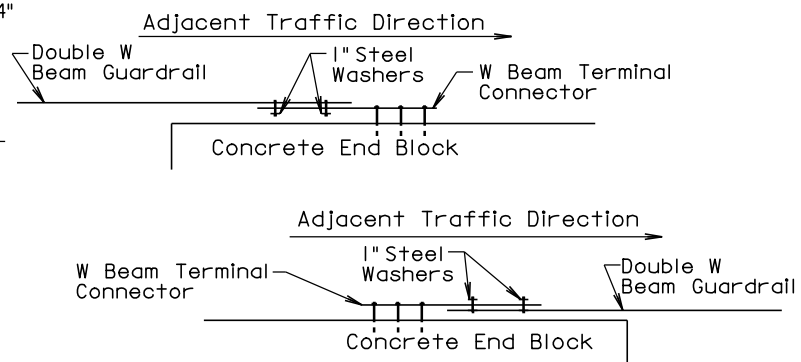 4"
Adjacent Traffic Direction
Double W
Beam Guardrail
1" Steel
Washers
W Beam Terminal
Connector
Concrete End Block
Adjacent Traffic Direction
W Beam Terminal
Connector
1" Steel
Washers
Double W
Beam Guardrail
Concrete End Block